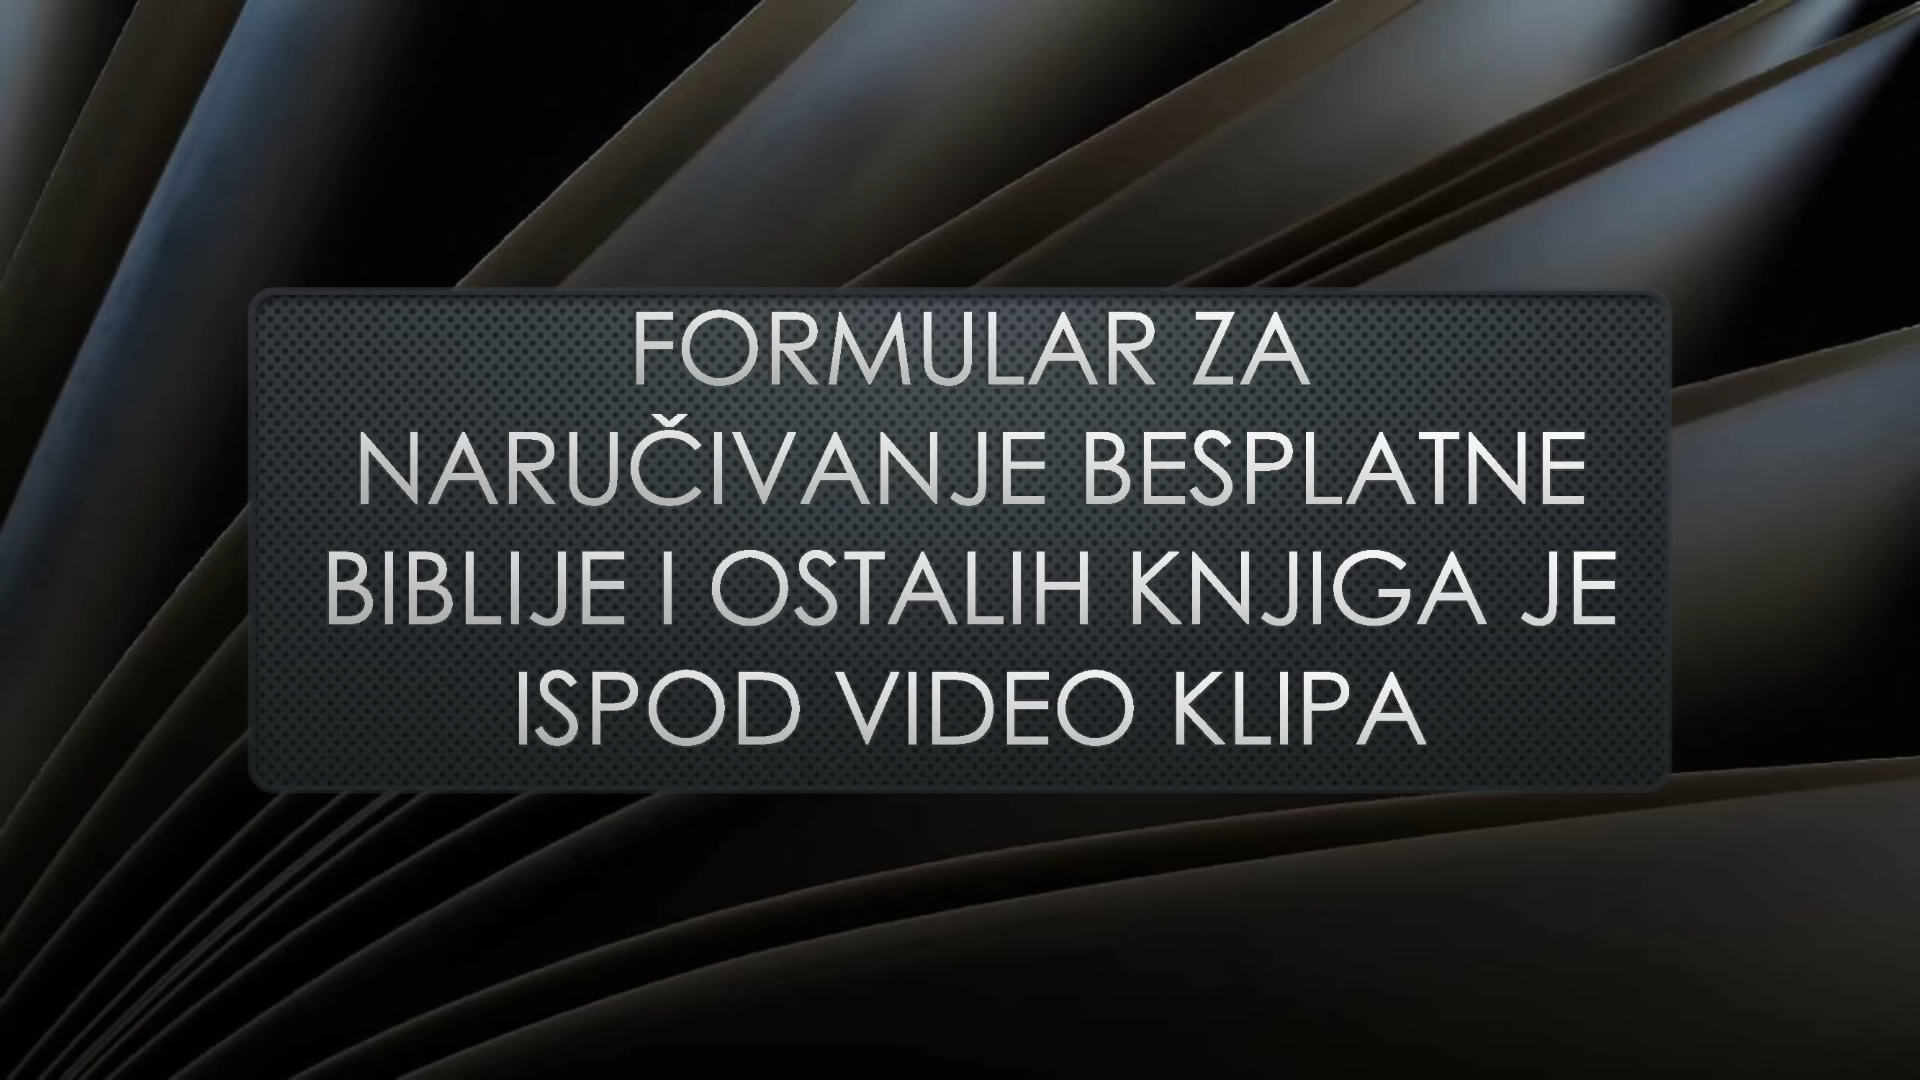 FORMULAR ZA
NARUČIVANJE BESPLATNE
BIBLIJE I OSTALIH KNJIGA JE
ISPOD VIDEO KLIPA